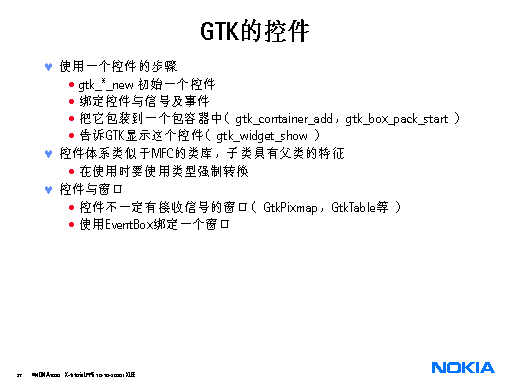 GTK的控件
使用一个控件的步骤
gtk_*_new 初始一个控件
绑定控件与信号及事件
把它包装到一个包容器中( gtk_container_add，gtk_box_pack_start )
告诉GTK显示这个控件( gtk_widget_show )
控件体系类似于MFC的类库，子类具有父类的特征
在使用时要使用类型强制转换
控件与窗口
控件不一定有接收信号的窗口( GtkPixmap，GtkTable等 )
使用EventBox绑定一个窗口
NOKIA